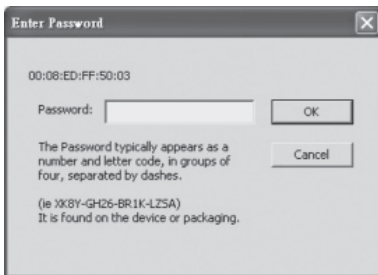 Enter Password
00:08:ED:FF:50:03
Password:
OK
The Password typically appears as a
number and letter code, in groups of
four, separated by dashes.
Cancel
(ie XK8Y-GH26-BR1K-LZSA)
It is found on the device or packaging.